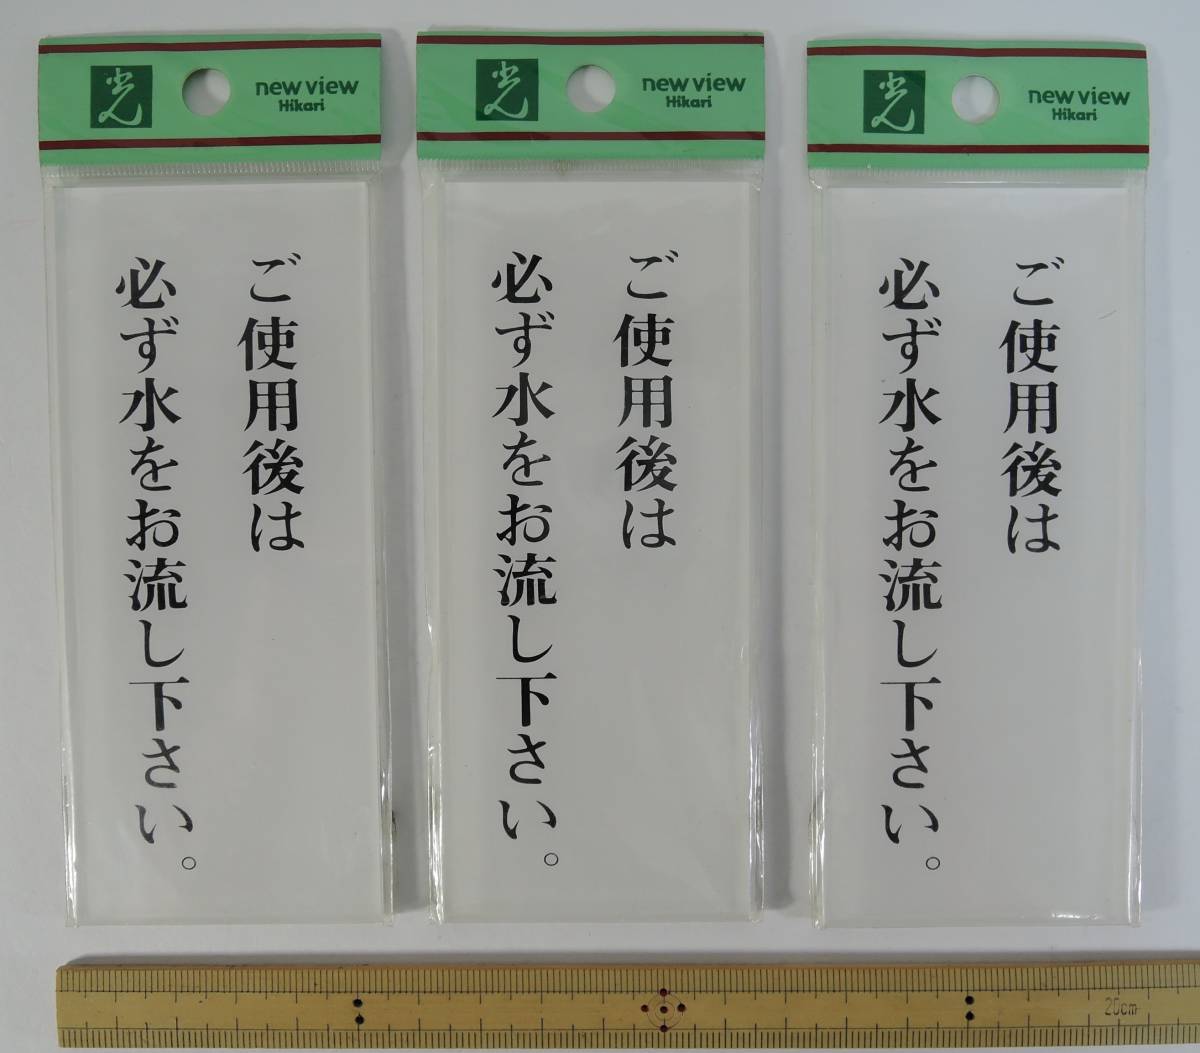 光
new view
Hikari
ご使用後は
必ず水をお流し下さい。
光
new view
Hikari
ご使用後は
必ず水をお流し下さい。
光
new view
Hikari
ご使用後は
必ず水をお流し下さい。
20cm